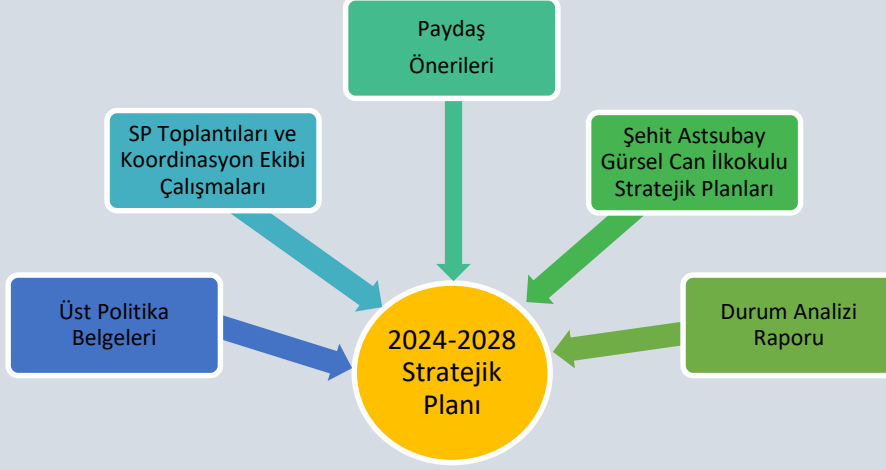 Paydaş
Önerileri
SP Toplantıları ve
Koordinasyon Ekibi
Çalışmaları
Şehit Astsubay
Gürsel Can İlkokulu
Stratejik Planları
Üst Politika
Belgeleri
2024-2028
Stratejik
Planı
Durum Analizi
Raporu